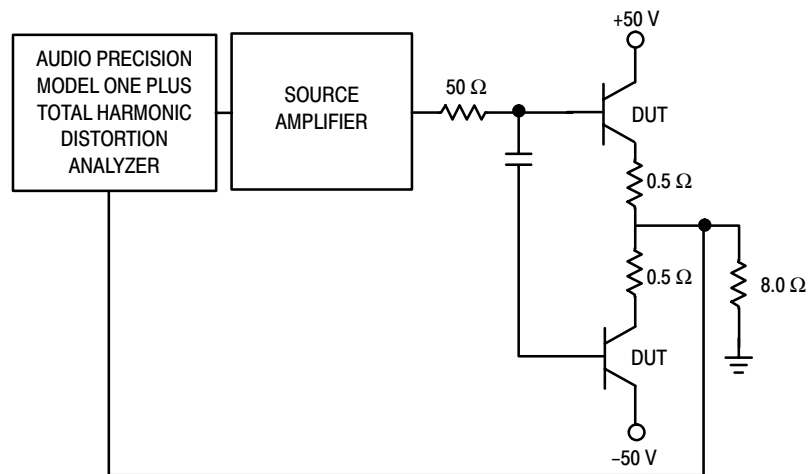 +50 V
AUDIO PRECISION
MODEL ONE PLUS
TOTAL HARMONIC
DISTORTION
ANALYZER
SOURCE
AMPLIFIER
50 Ω
DUT
0.5 Ω
0.5 Ω
8.0 Ω
DUT
–50 V